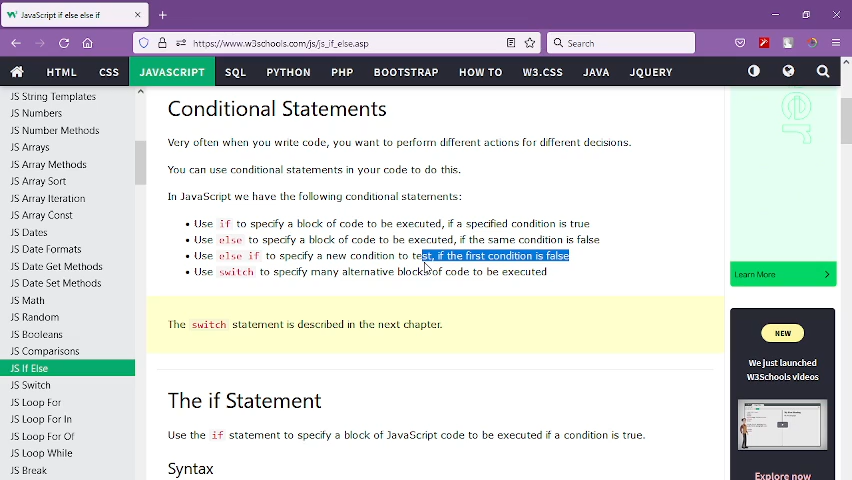 JavaScript if else else if
https://www.w3schools.com/js/js_if_else.asp
Search
HTML CSS JAVASCRIPT SQL PYTHON PHP BOOTSTRAP HOW TO W3.CSS JAVA JQUERY
JS String Templates
JS Numbers
JS Number Methods
JS Arrays
JS Array Methods
JS Array Sort
JS Array Iteration
JS Array Const
JS Dates
JS Date Formats
JS Date Get Methods
JS Date Set Methods
JS Math
JS Random
JS Booleans
JS Comparisons
JS If Else
JS Switch
JS Loop For
JS Loop For In
JS Loop For Of
JS Loop While
JS Break
Conditional Statements
Very often when you write code, you want to perform different actions for different decisions.
You can use conditional statements in your code to do this.
In JavaScript we have the following conditional statements:
• Use if to specify a block of code to be executed, if a specified condition is true
• Use else to specify a block of code to be executed, if the same condition is false
• Use else if to specify a new condition to test, if the first condition is false
• Use switch to specify many alternative blocks of code to be executed
The switch statement is described in the next chapter.
The if Statement
Use the if statement to specify a block of JavaScript code to be executed if a condition is true.
Syntax
Learn More
NEW
We just launched
W3Schools videos
Explore now